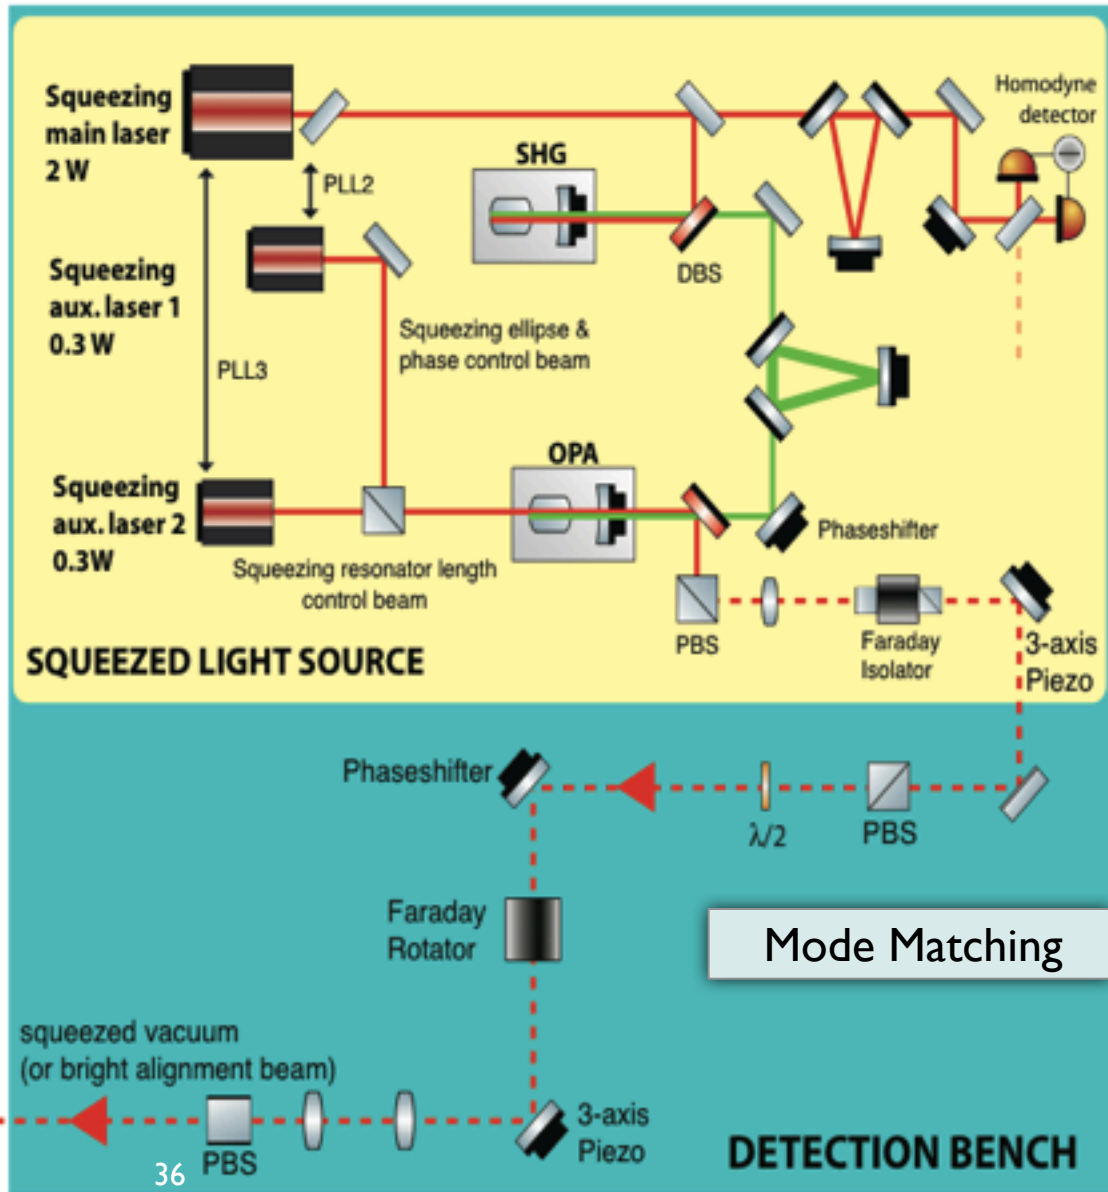 Squeezing
main laser
2 W
PLL2
SHG
Homodyne
detector
DBS
Squeezing
aux. laser 1
0.3 W
PLL3
Squeezing ellipse &
phase control beam
OPA
Squeezing
aux. laser 2
0.3W
Phaseshifter
Squeezing resonator length
control beam
PBS
Faraday
Isolator
3-axis
Piezo
SQUEEZED LIGHT SOURCE
Phaseshifter
λ/2
PBS
Faraday
Rotator
Mode Matching
squeezed vacuum
(or bright alignment beam)
3-axis
Piezo
36
PBS
DETECTION BENCH